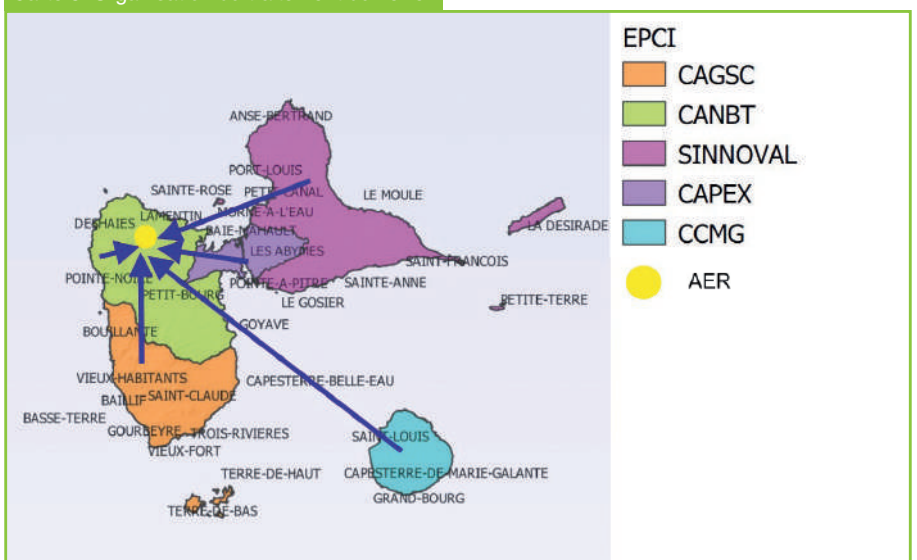 EPCI
CAGSC
CANBT
SINNOVAL
CAPEX
CCMG
AER
ANSE-BERTRAND
PORT-LOUIS
SAINTE-ROSE
PETIT-CANAL
LE MOULE
DESHAIES
LAMENTIN
MORNE-A-L'EAU
BAIE-MAHAULT
LA DESIRADE
LES ABYMES
SAINT-FRANCOIS
POINTE-NOIRE
POINTE-A-PITRE
SAINTE-ANNE
PETIT-BOURG
LE GOSIER
PETITE-TERRE
BOUILLANTE
GOYAVE
VIEUX-HABITANTS
CAPESTERRE-BELLE-EAU
BAILLIF
SAINT-CLAUDE
BASSE-TERRE
GOURBEYRE
TROIS-RIVIERES
SAINT-LOUIS
VIEUX-FORT
TERRE-DE-HAUT
CAPESTERRE-DE-MARIE-GALANTE
GRAND-BOURG
TERRE-DE-BAS